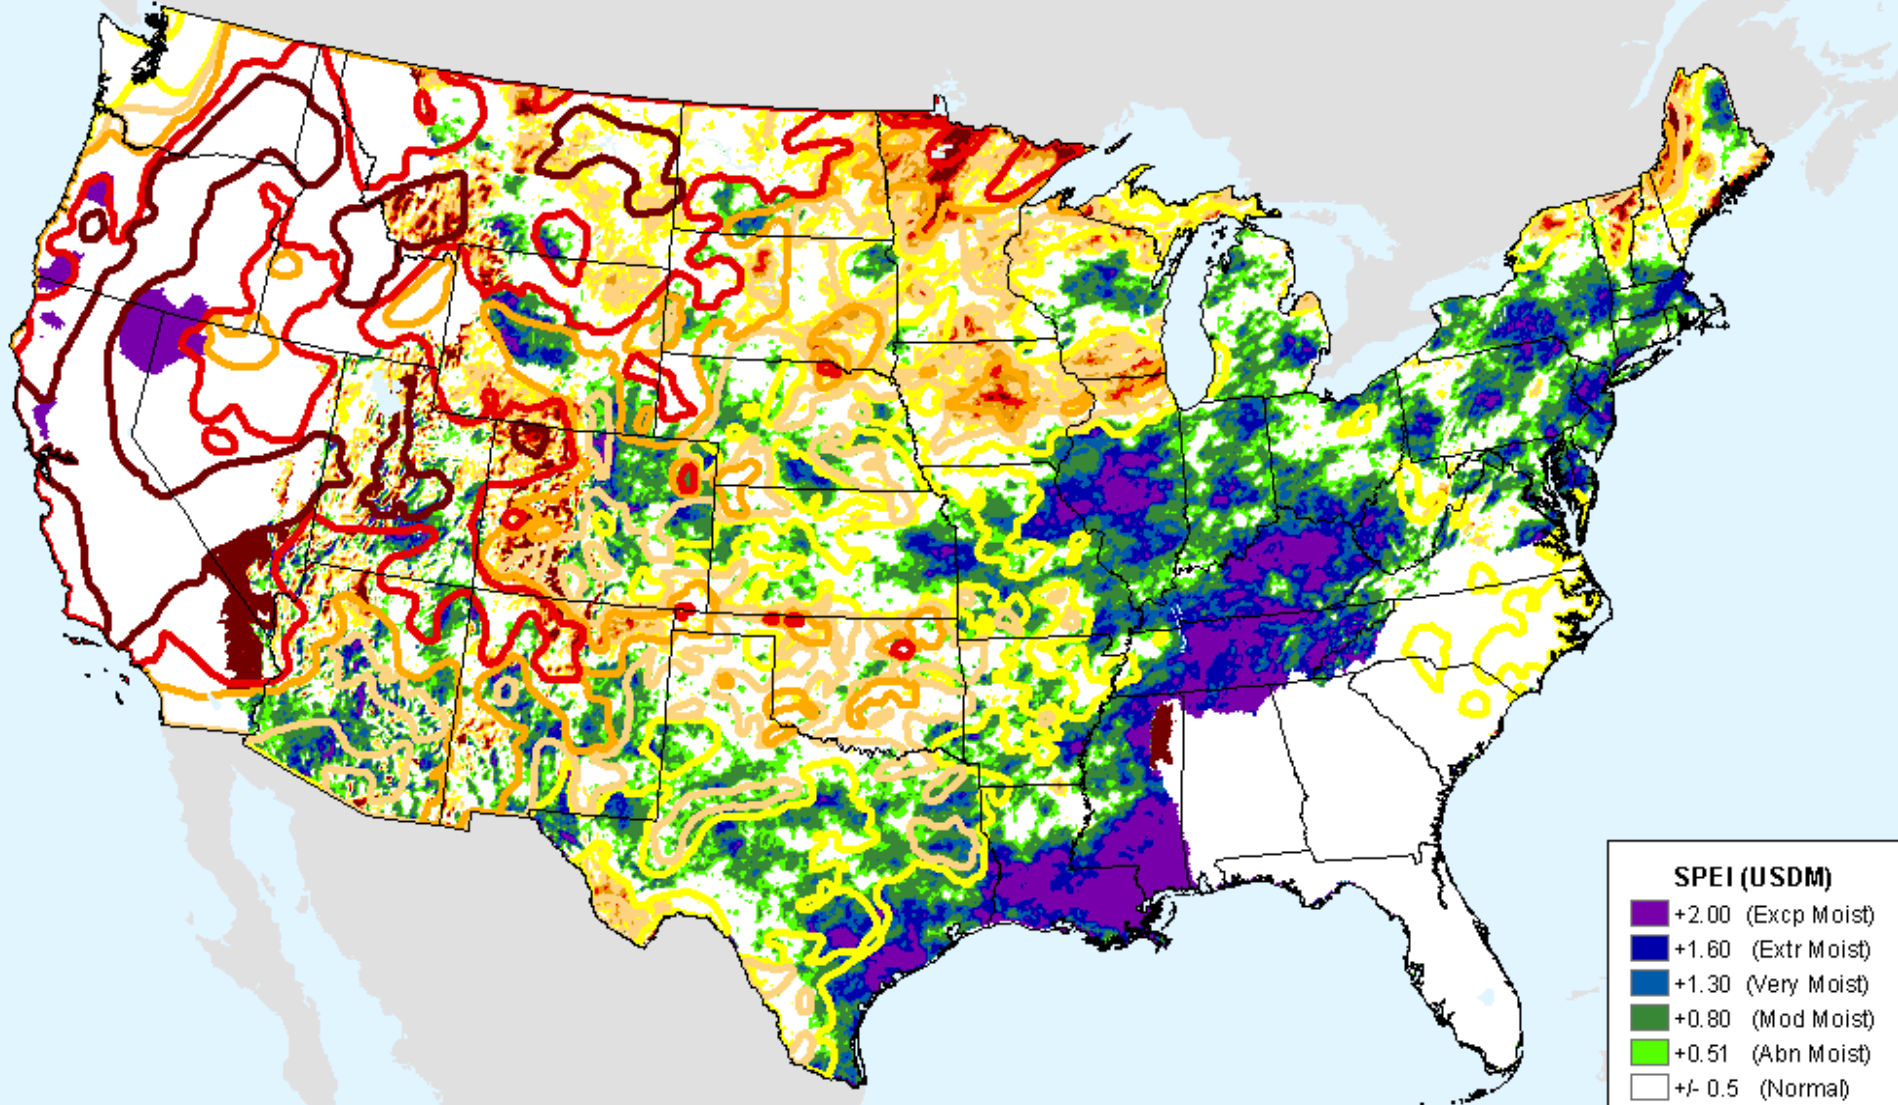 SPEI (USDM)
+2.00 (Excp Moist)
+1.60 (Extr Moist)
+1.30 (Very Moist)
+0.80 (Mod Moist)
+0.51 (Abn Moist)
+/- 0.5 (Normal)